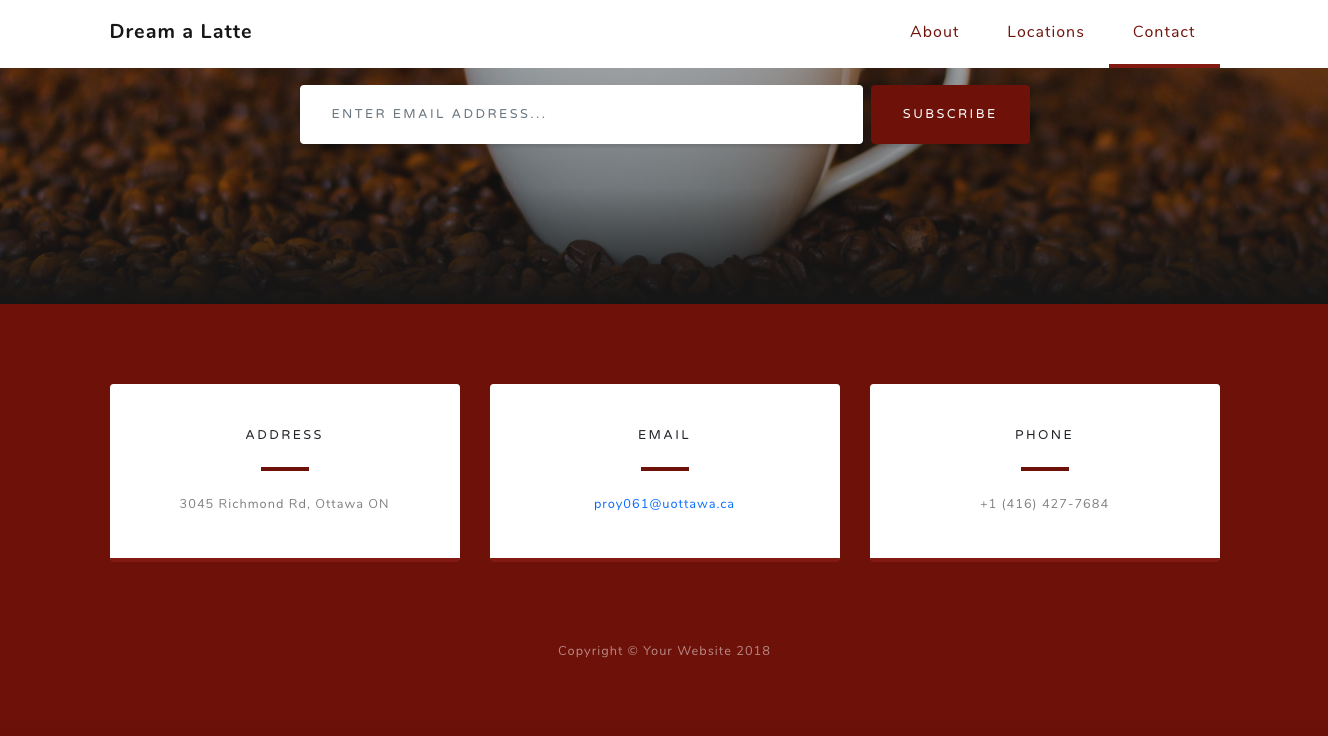 Dream a Latte
About Locations Contact
ENTER EMAIL ADDRESS... SUBSCRIBE
ADDRESS
3045 Richmond Rd, Ottawa ON
EMAIL
proy061@uottawa.ca
PHONE
+1 (416) 427-7684
Copyright © Your Website 2018